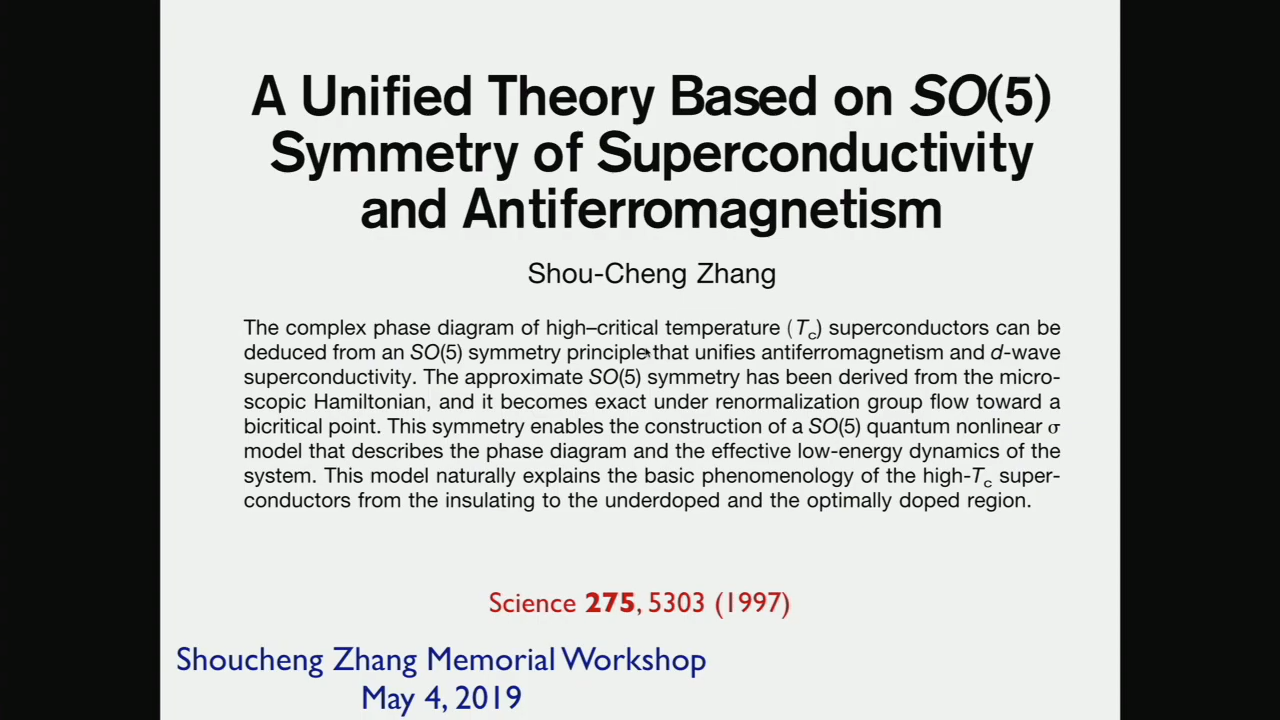 A Unified Theory Based on SO(5)
Symmetry of Superconductivity
and Antiferromagnetism
Shou-Cheng Zhang
The complex phase diagram of high–critical temperature (Tc) superconductors can be
deduced from an SO(5) symmetry principle that unifies antiferromagnetism and d-wave
superconductivity. The approximate SO(5) symmetry has been derived from the micro-
scopic Hamiltonian, and it becomes exact under renormalization group flow toward a
bicritical point. This symmetry enables the construction of a SO(5) quantum nonlinear σ
model that describes the phase diagram and the effective low-energy dynamics of the
system. This model naturally explains the basic phenomenology of the high-Tc super-
conductors from the insulating to the underdoped and the optimally doped region.
Science 275, 5303 (1997)
Shoucheng Zhang Memorial Workshop
May 4, 2019